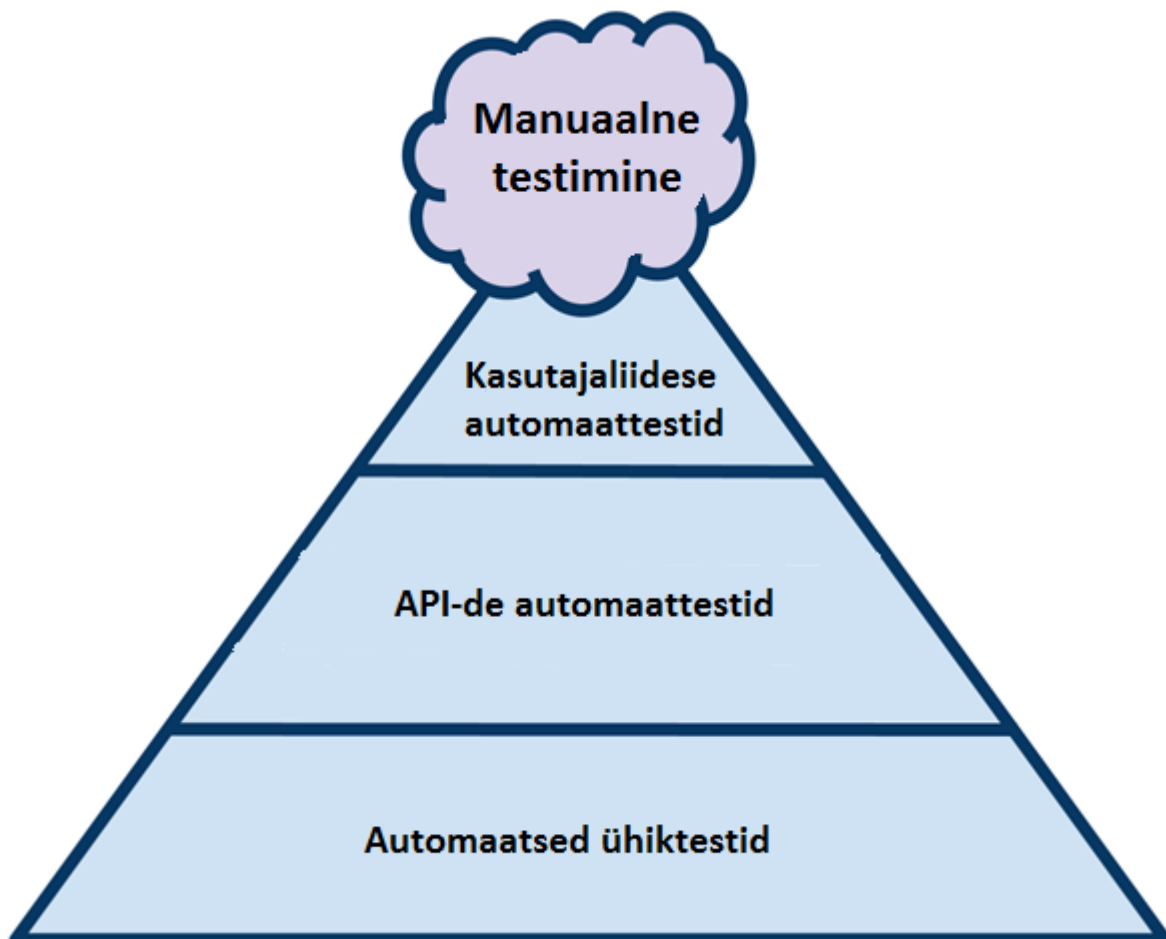 Manuaalne
testimine
Kasutajaliidese
automaattestid
API-de automaattestid
Automaatsed ühiktestid